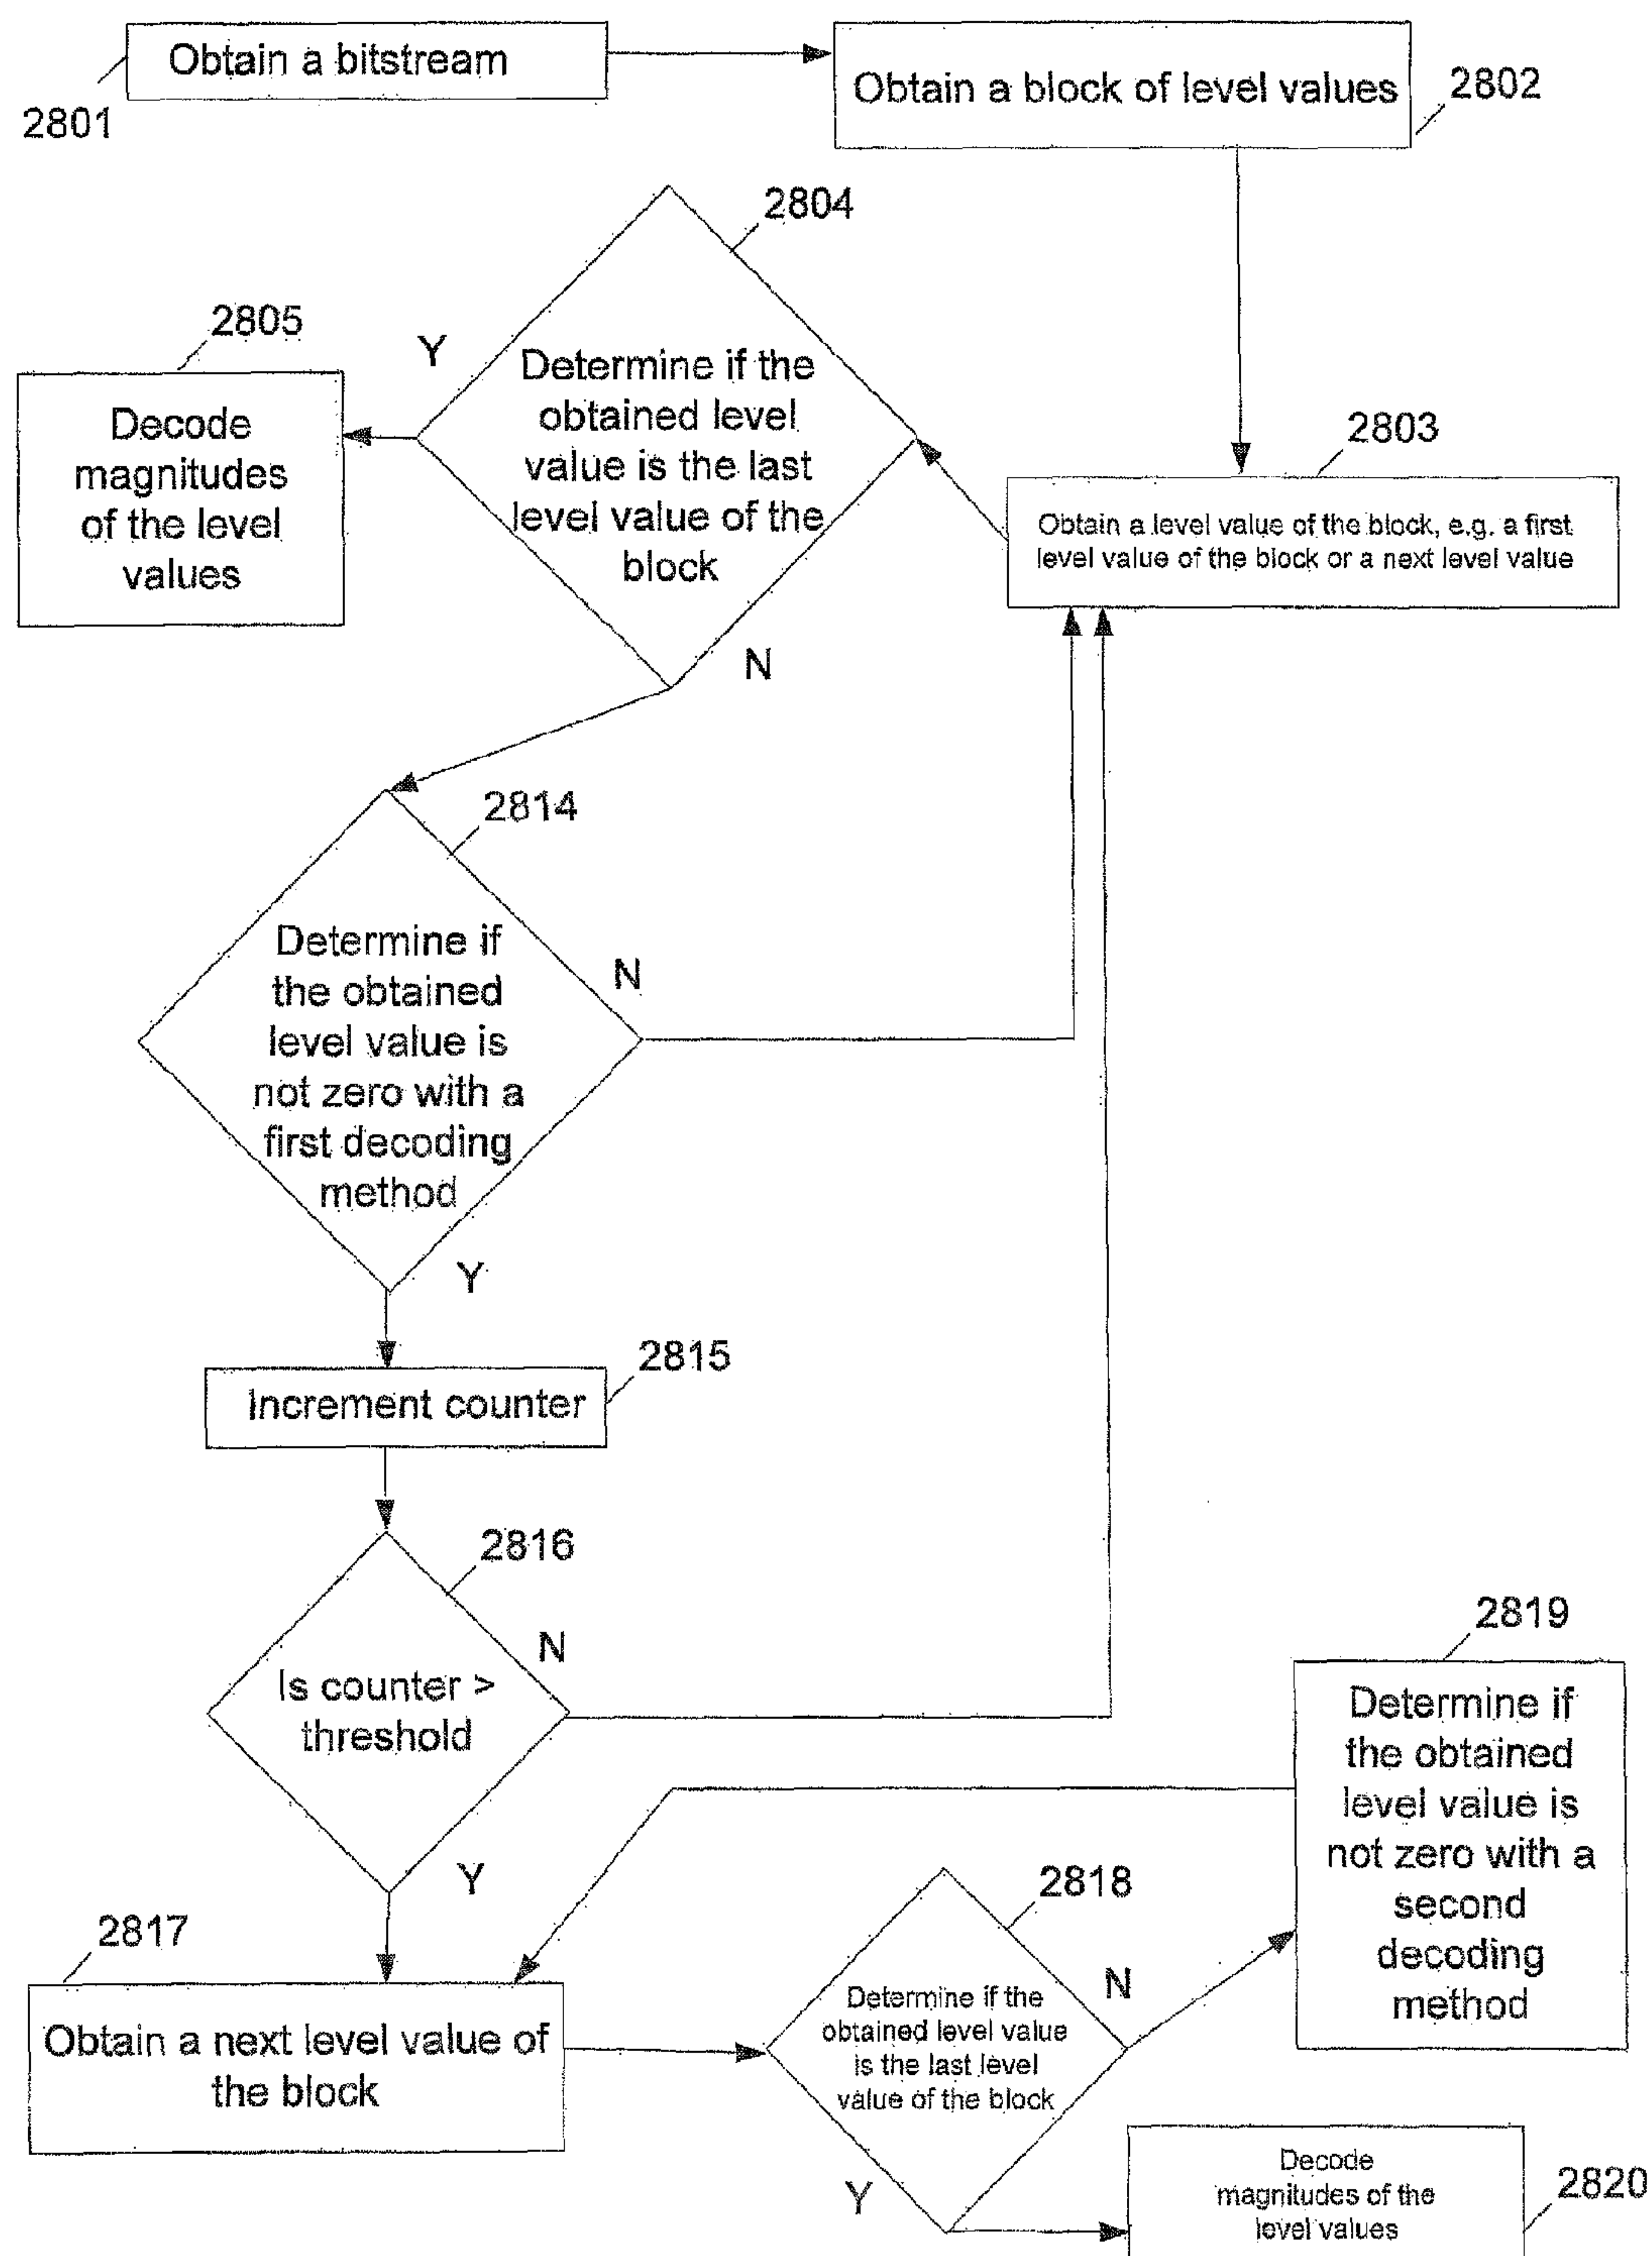 Obtain a bitstream
2801
Obtain a block of level values
2802
2803
Obtain a level value of the block, e.g. a first
level value of the block or a next level value
2804
Determine if the
obtained level
value is the last
level value of the
block
Y
N
2805
Decode
magnitudes
of the level
values
2814
Determine if
the obtained
level value is
not zero with a
first decoding
method
N
Y
2815
Increment counter
2816
Is counter >
threshold
N
Y
2817
Obtain a next level value of
the block
2818
Determine if the
obtained level value
is the last level
value of the block
N
Y
2819
Determine if
the obtained
level value is
not zero with a
second
decoding
method
Decode
magnitudes of the
level values
2820